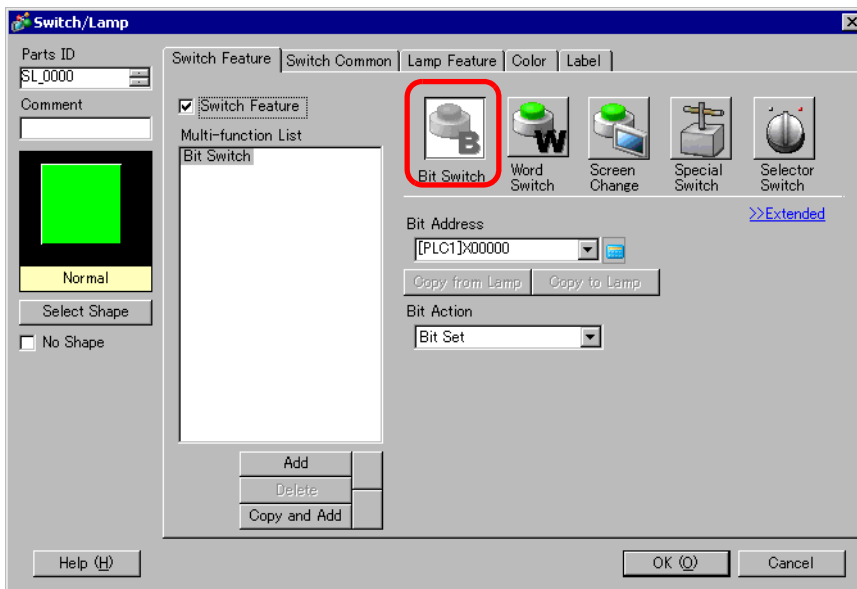 Switch/Lamp
Parts ID
SL_0000
Comment
Normal
Select Shape
No Shape
Switch Feature
Switch Common
Lamp Feature
Color
Label
Switch Feature
Multi-function List
Bit Switch
Add
Delete
Copy and Add
B
Bit Switch
W
Word
Switch
Screen
Change
Special
Switch
Selector
Switch
>>Extended
Bit Address
[PLC1]X00000
Copy from Lamp
Copy to Lamp
Bit Action
Bit Set
Help (H)
OK (O)
Cancel